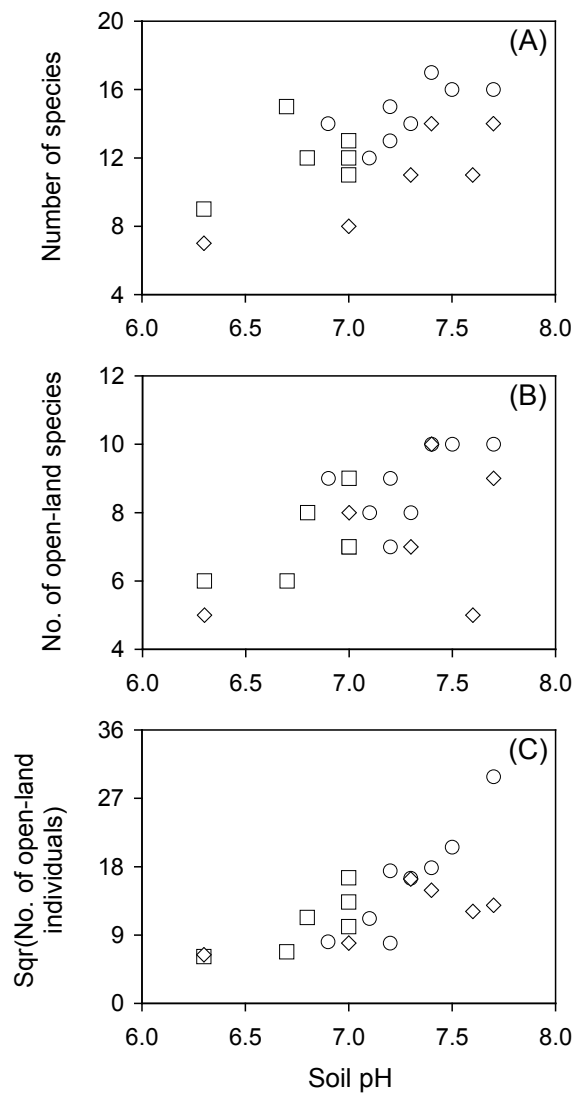 (A)
Number of species
20
16
12
8
4
6.0 6.5 7.0 7.5 8.0
(B)
No. of open-land species
12
10
8
6
4
6.0 6.5 7.0 7.5 8.0
(C)
Sqr(No. of open-land
individuals)
36
27
18
9
0
6.0 6.5 7.0 7.5 8.0
Soil pH